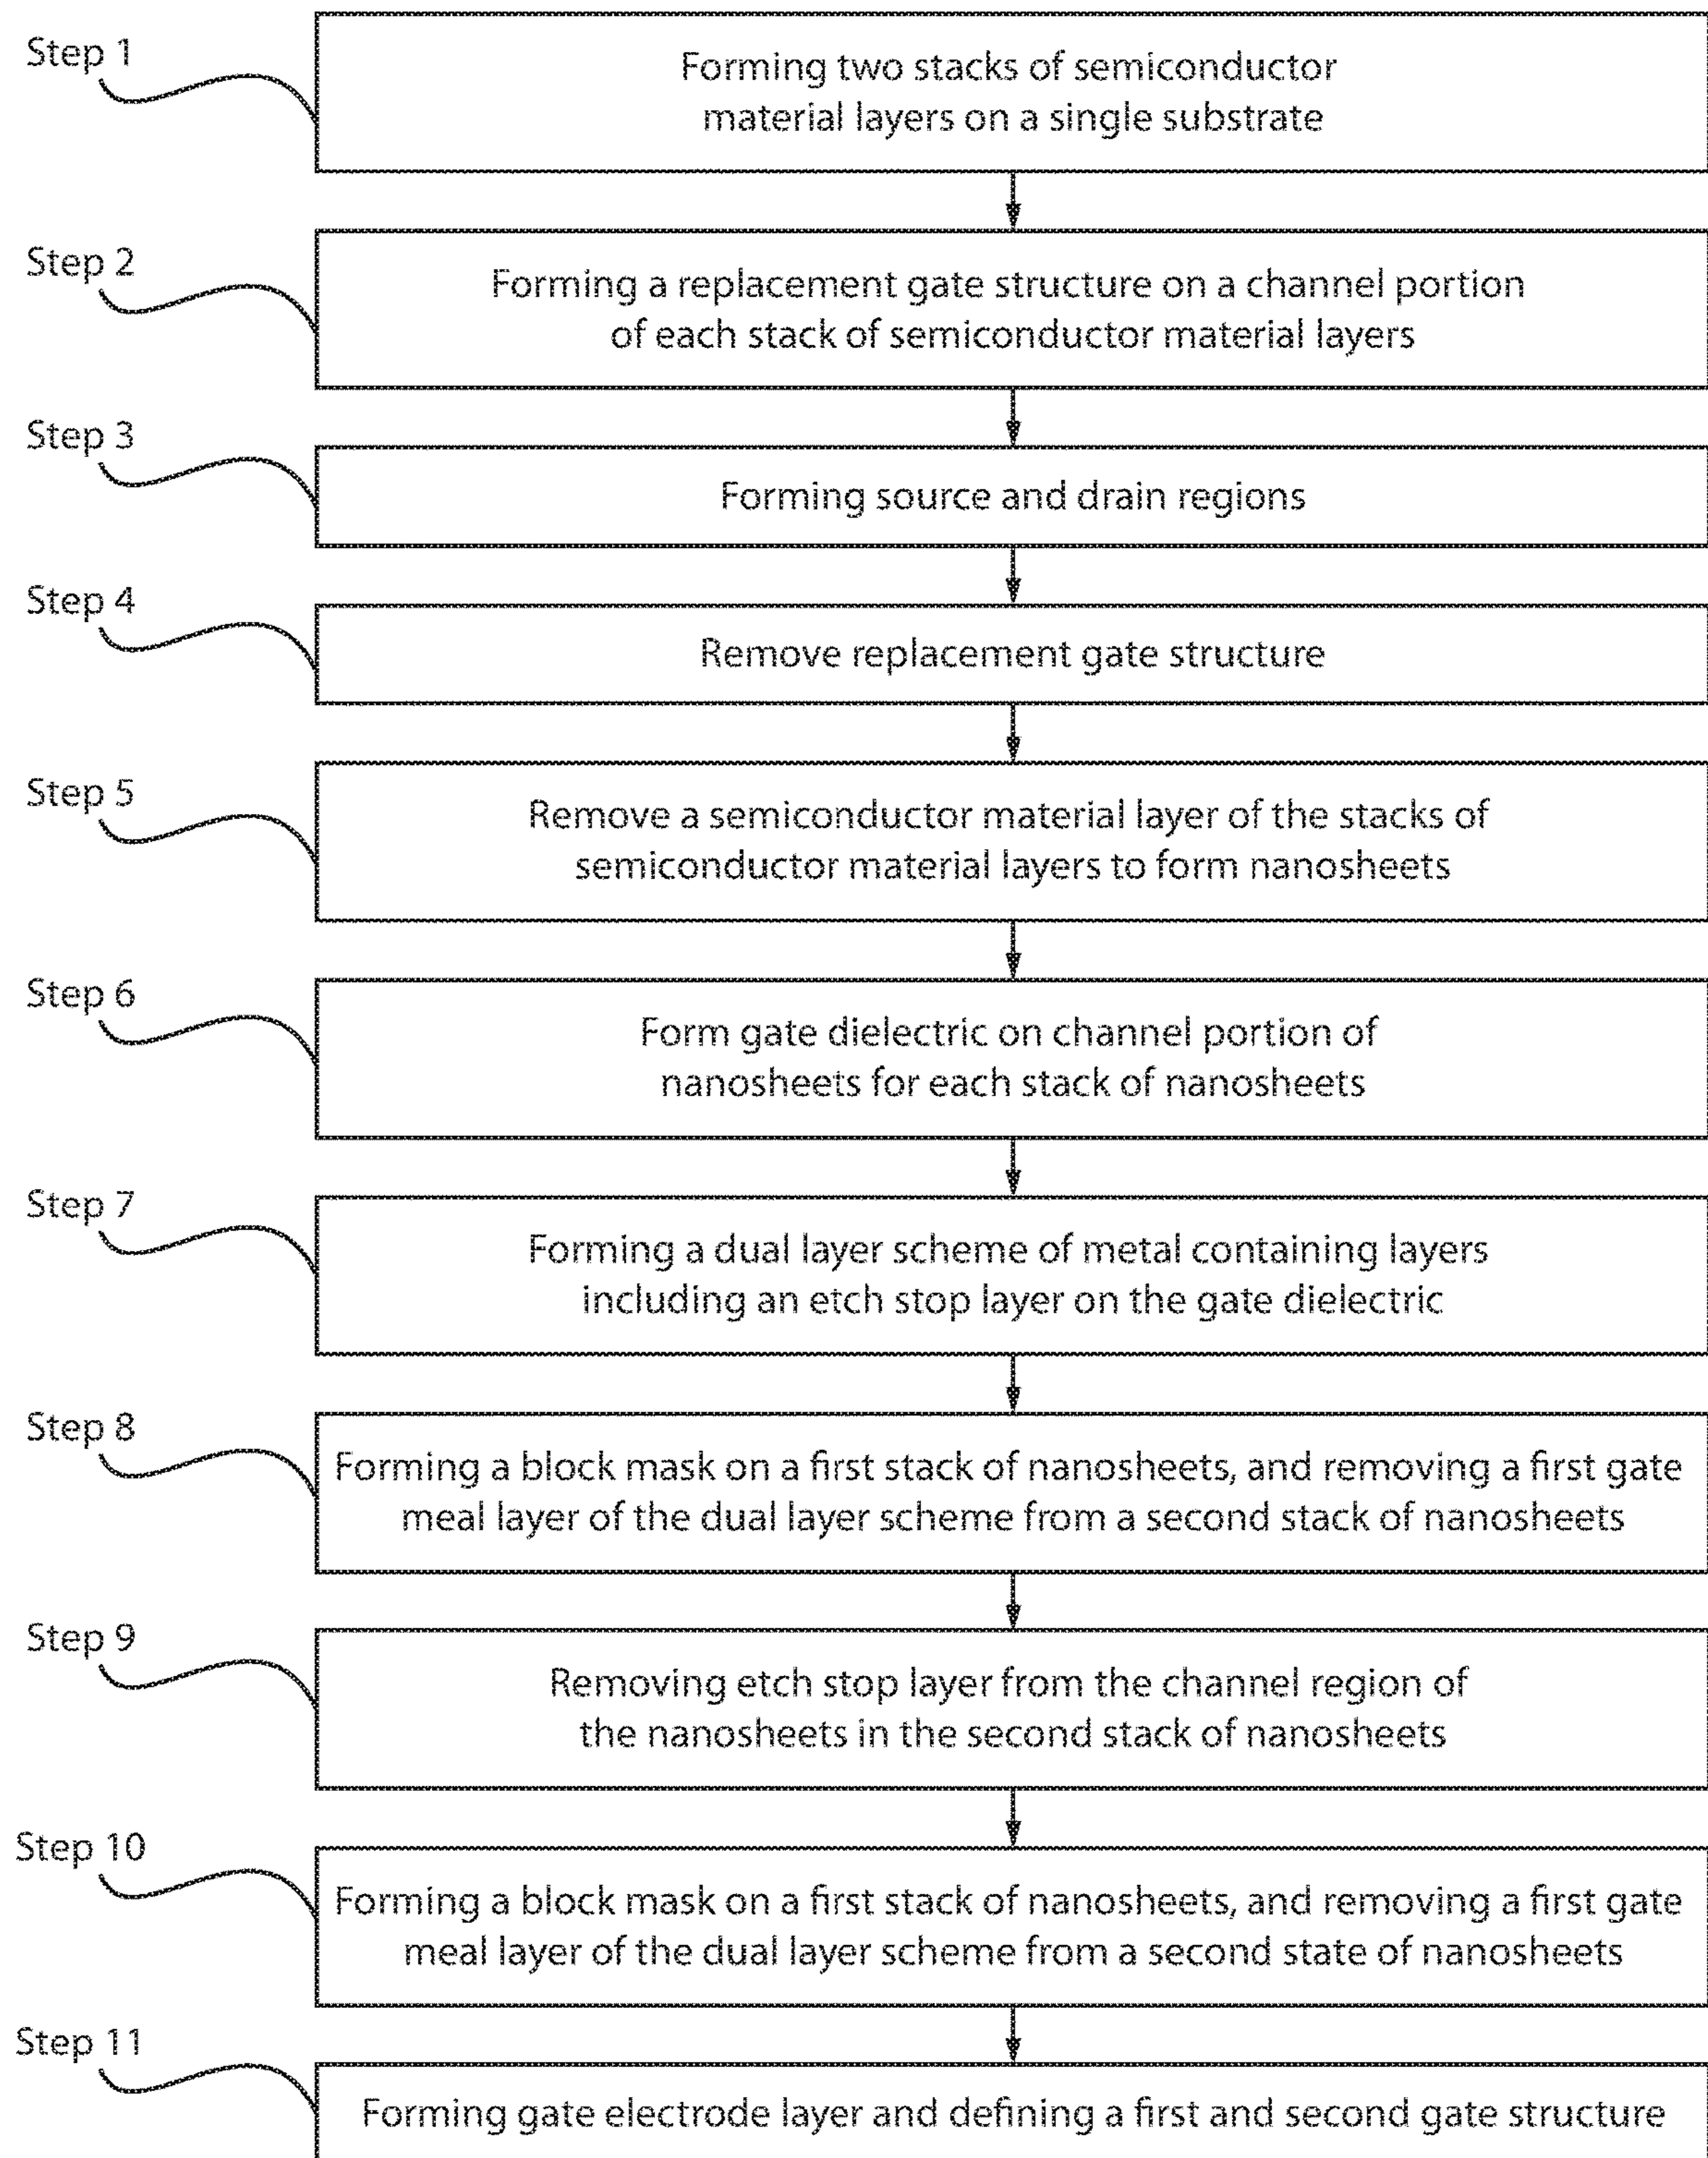 Step 1
Forming two stacks of semiconductor
material layers on a single substrate
Step 2
Forming a replacement gate structure on a channel portion
of each stack of semiconductor material layers
Step 3
Forming source and drain regions
Step 4
Remove replacement gate structure
Step 5
Remove a semiconductor material layer of the stacks of
semiconductor material layers to form nanosheets
Step 6
Form gate dielectric on channel portion of
nanosheets for each stack of nanosheets
Step 7
Forming a dual layer scheme of metal containing layers
including an etch stop layer on the gate dielectric
Step 8
Forming a block mask on a first stack of nanosheets, and removing a first gate
meal layer of the dual layer scheme from a second stack of nanosheets
Step 9
Removing etch stop layer from the channel region of
the nanosheets in the second stack of nanosheets
Step 10
Forming a block mask on a first stack of nanosheets, and removing a first gate
meal layer of the dual layer scheme from a second state of nanosheets
Step 11
Forming gate electrode layer and defining a first and second gate structure